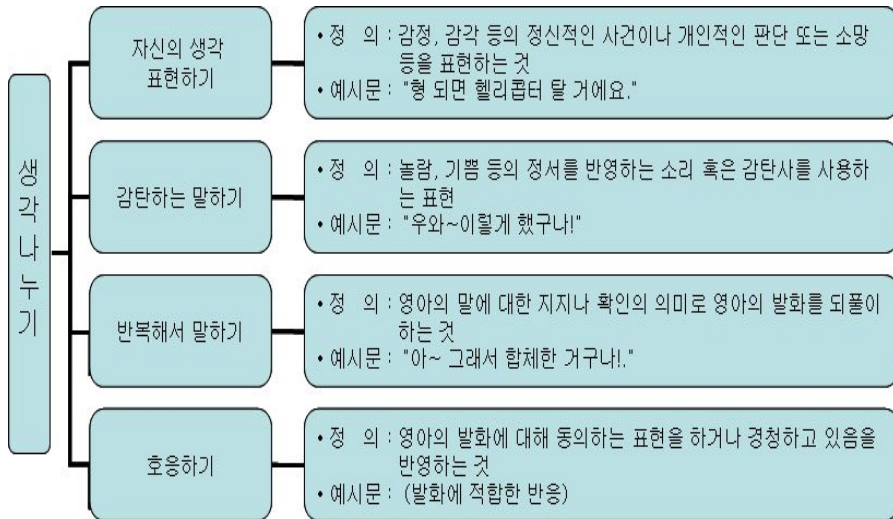 생각나누기
자신의 생각
표현하기
• 정 의 : 감정, 감각 등의 정신적인 사건이나 개인적인 판단 또는 소망
등을 표현하는 것
• 예시문 : "형 되면 헬리콥터 탈 거에요."
감탄하는 말하기
• 정 의 : 놀람, 기쁨 등의 정서를 반영하는 소리 혹은 감탄사를 사용하
는 표현
• 예시문 : "우와~이렇게 했구나!"
반복해서 말하기
• 정 의 : 영아의 말에 대한 지지나 확인의 의미로 영아의 발화를 되풀이
하는 것
• 예시문 : "아~ 그래서 합체한 거구나!."
호응하기
• 정 의 : 영아의 발화에 대해 동의하는 표현을 하거나 경청하고 있음을
반영하는 것
• 예시문 : (발화에 적합한 반응)